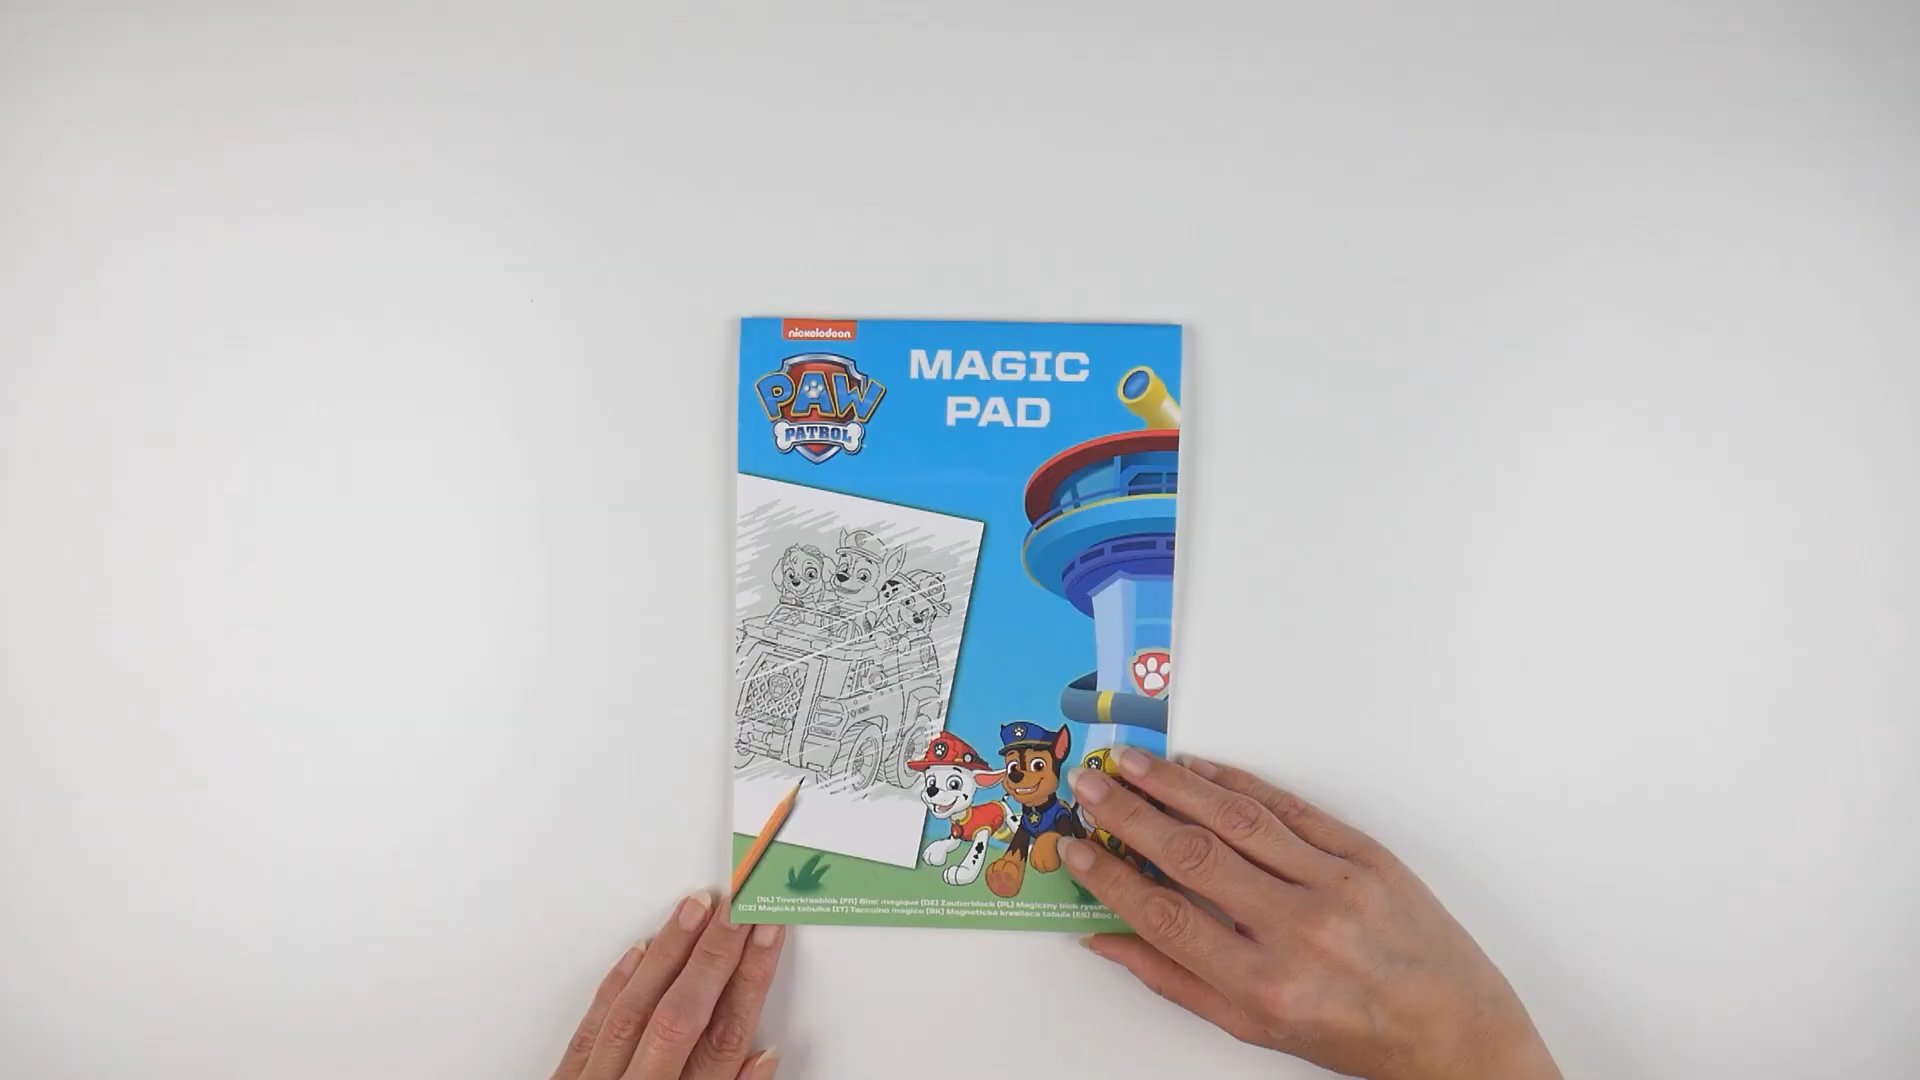 nickelodeon
MAGIC
PAD
PAW
PATROL
(NL) Toverkrasblok (FR) Bloc magique (DE) Zauberblock (PL) Magiczny blok
(CZ) Magická tabulka (IT) Taccuino magico (SK) Magnetická kresliaca tabuľa (ES) Bloc